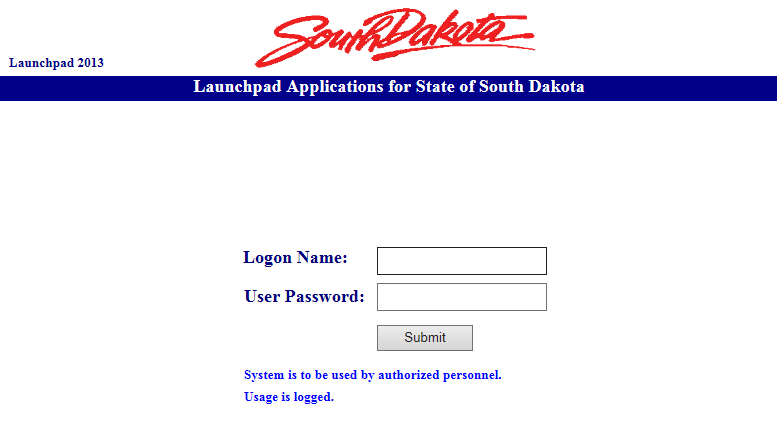 South Dakota
Launchpad 2013
Launchpad Applications for State of South Dakota
Logon Name:
User Password:
Submit
System is to be used by authorized personnel.
Usage is logged.